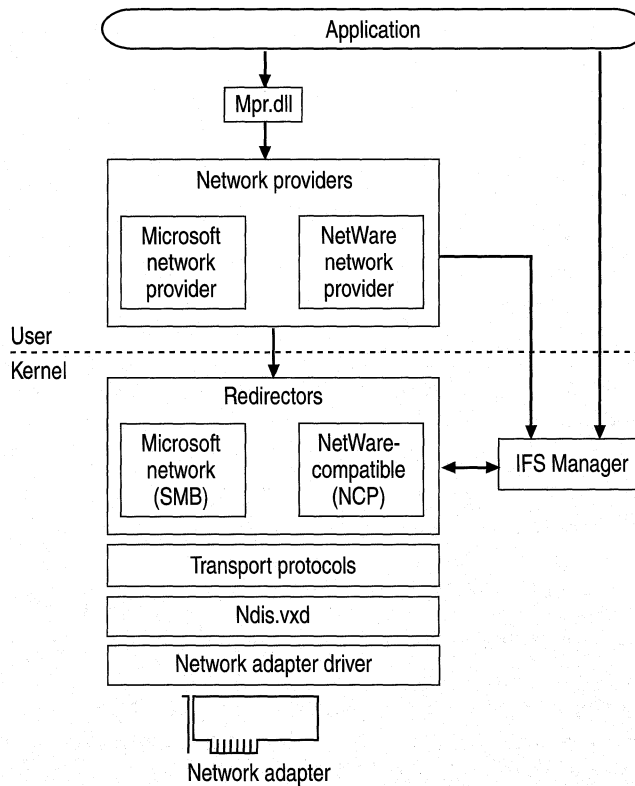 Application
Mpr.dll
Network providers
Microsoft
network
provider
NetWare
network
provider
User
Kernel
Redirectors
Microsoft
network
(SMB)
NetWare-
compatible
(NCP)
IFS Manager
Transport protocols
Ndis.vxd
Network adapter driver
Network adapter